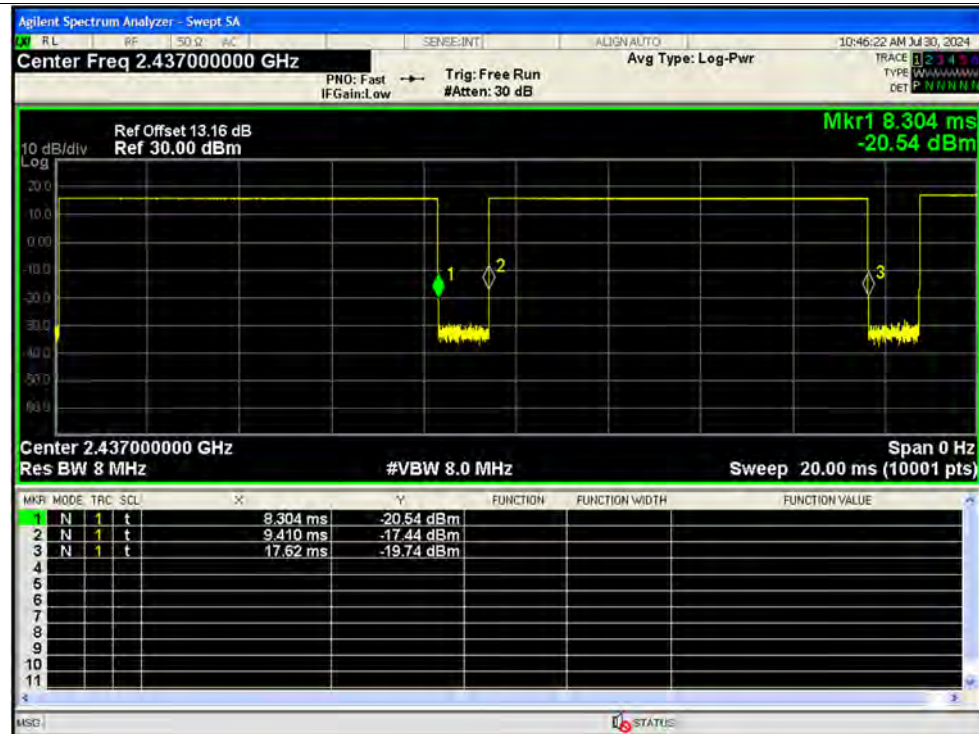 Agilent Spectrum Analyzer - Swept SA
RL RF 50 Ω AC SENSE:INT ALIGN AUTO 10:46:22 AM Jul 30, 2024
Center Freq 2.437000000 GHz
PNO: Fast
IFGain:Low
Trig: Free Run
#Atten: 30 dB
Avg Type: Log-Pwr
TRACE 1 2 3 4 5 6
TYPE WWWWWW
DET P N N N N N
Mkr1 8.304 ms
-20.54 dBm
10 dB/div
Log
Ref Offset 13.16 dB
Ref 30.00 dBm
20.0
10.0
0.00
-10.0
-20.0
-30.0
-40.0
-50.0
-60.0
1
2
3
Center 2.437000000 GHz Span 0 Hz
Res BW 8 MHz #VBW 8.0 MHz Sweep 20.00 ms (10001 pts)
MKR MODE TRC SCL X Y FUNCTION FUNCTION WIDTH FUNCTION VALUE
1 N 1 t 8.304 ms -20.54 dBm
2 N 1 t 9.410 ms -17.44 dBm
3 N 1 t 17.62 ms -19.74 dBm
4
5
6
7
8
9
10
11
MSG STATUS